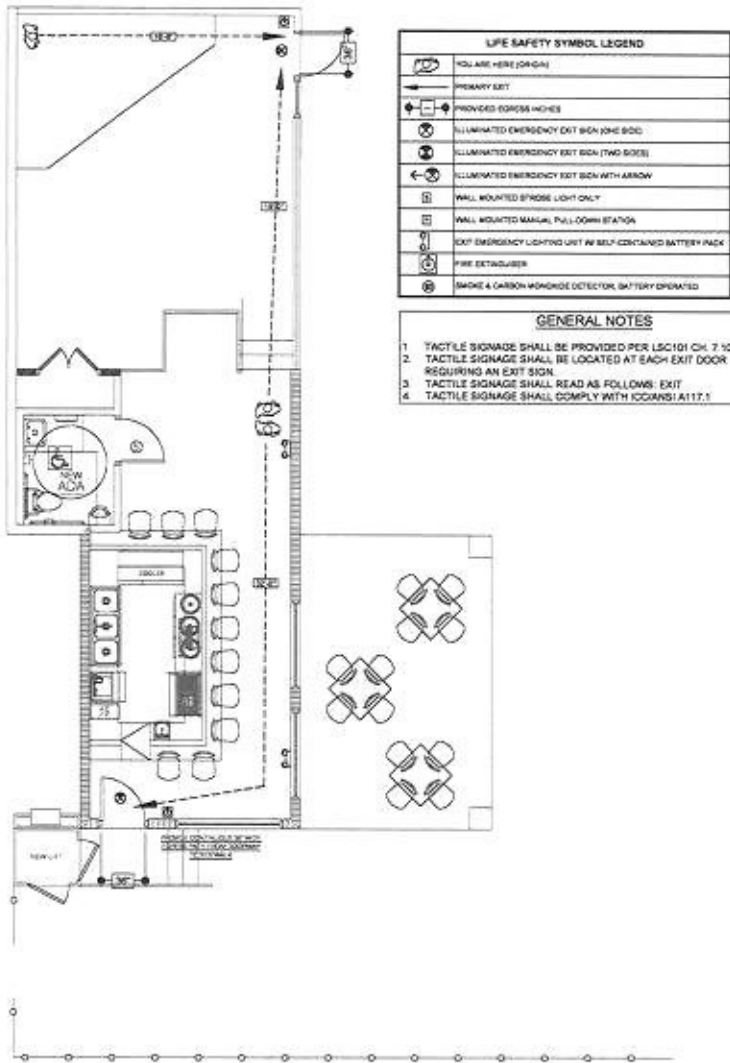 LIFE SAFETY SYMBOL LEGEND
YOU ARE HERE (ORIGIN)
PRIMARY EXIT
PROVIDED EGRESS INCHES
ILLUMINATED EMERGENCY EXIT SIGN (ONE SIDE)
ILLUMINATED EMERGENCY EXIT SIGN (TWO SIDES)
ILLUMINATED EMERGENCY EXIT SIGN WITH ARROW
WALL MOUNTED STROBE LIGHT ONLY
WALL MOUNTED MANUAL PULL-DOWN STATION
EXIT EMERGENCY LIGHTING UNIT W/ SELF-CONTAINED BATTERY PACK
FIRE EXTINGUISER
SMOKE & CARBON MONOXIDE DETECTOR, BATTERY OPERATED
GENERAL NOTES
1 TACTILE SIGNAGE SHALL BE PROVIDED PER LSC101 CH. 7.10
2. TACTILE SIGNAGE SHALL BE LOCATED AT EACH EXIT DOOR
REQUIRING AN EXIT SIGN.
3 TACTILE SIGNAGE SHALL READ AS FOLLOWS: EXIT
4 TACTILE SIGNAGE SHALL COMPLY WITH ICC/ANSI A117.1
36"
NEW
ADA
COOLER
NEW LIFT
36"